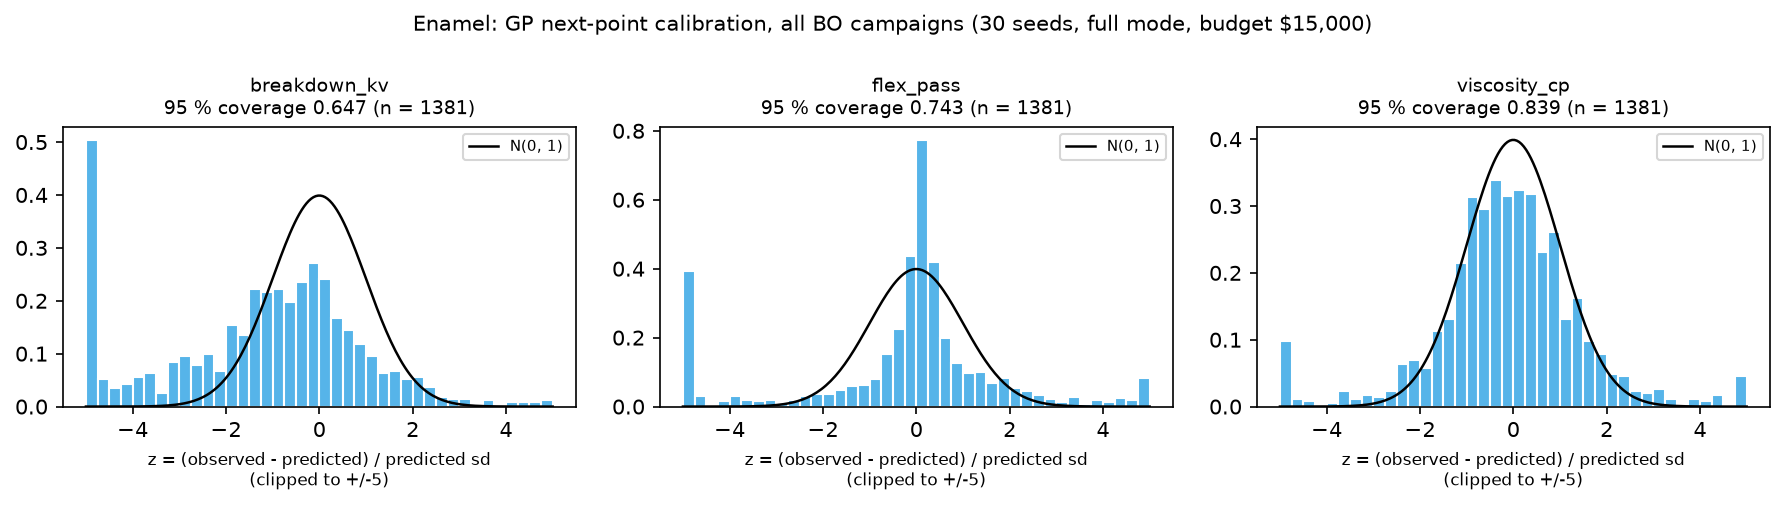 Enamel: GP next-point calibration, all BO campaigns (30 seeds, full mode, budget $15,000)
breakdown_kv
95 % coverage 0.647 (n = 1381)
N(0, 1)
0.5
0.4
0.3
0.2
0.1
0.0
−4 −2 0 2 4
z = (observed - predicted) / predicted sd
(clipped to +/-5)
flex_pass
95 % coverage 0.743 (n = 1381)
N(0, 1)
0.8
0.6
0.4
0.2
0.0
−4 −2 0 2 4
z = (observed - predicted) / predicted sd
(clipped to +/-5)
viscosity_cp
95 % coverage 0.839 (n = 1381)
N(0, 1)
0.4
0.3
0.2
0.1
0.0
−4 −2 0 2 4
z = (observed - predicted) / predicted sd
(clipped to +/-5)